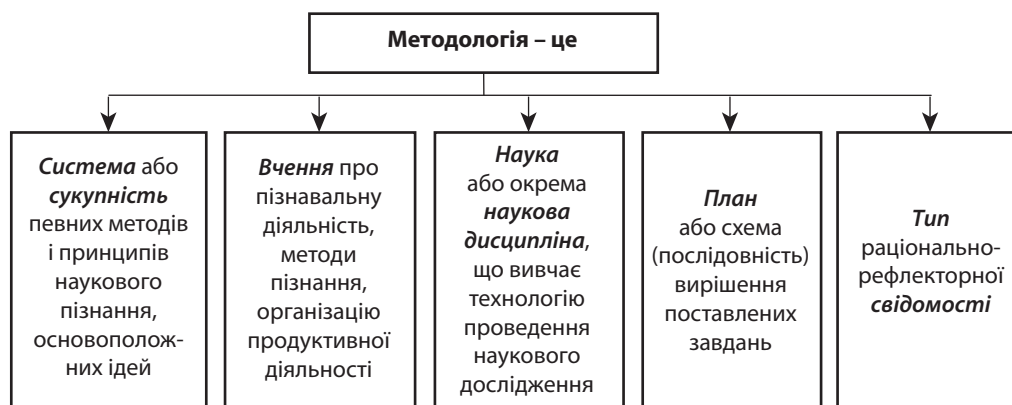 Методологія – це
Система або
сукупність
певних методів
і принципів
наукового
пізнання,
основополож-
них ідей
Вчення про
пізнавальну
діяльність,
методи
пізнання,
організацію
продуктивної
діяльності
Наука
або окрема
наукова
дисципліна,
що вивчає
технологію
проведення
наукового
дослідження
План
або схема
(послідовність)
вирішення
поставлених
завдань
Тип
раціонально-
рефлекторної
свідомості